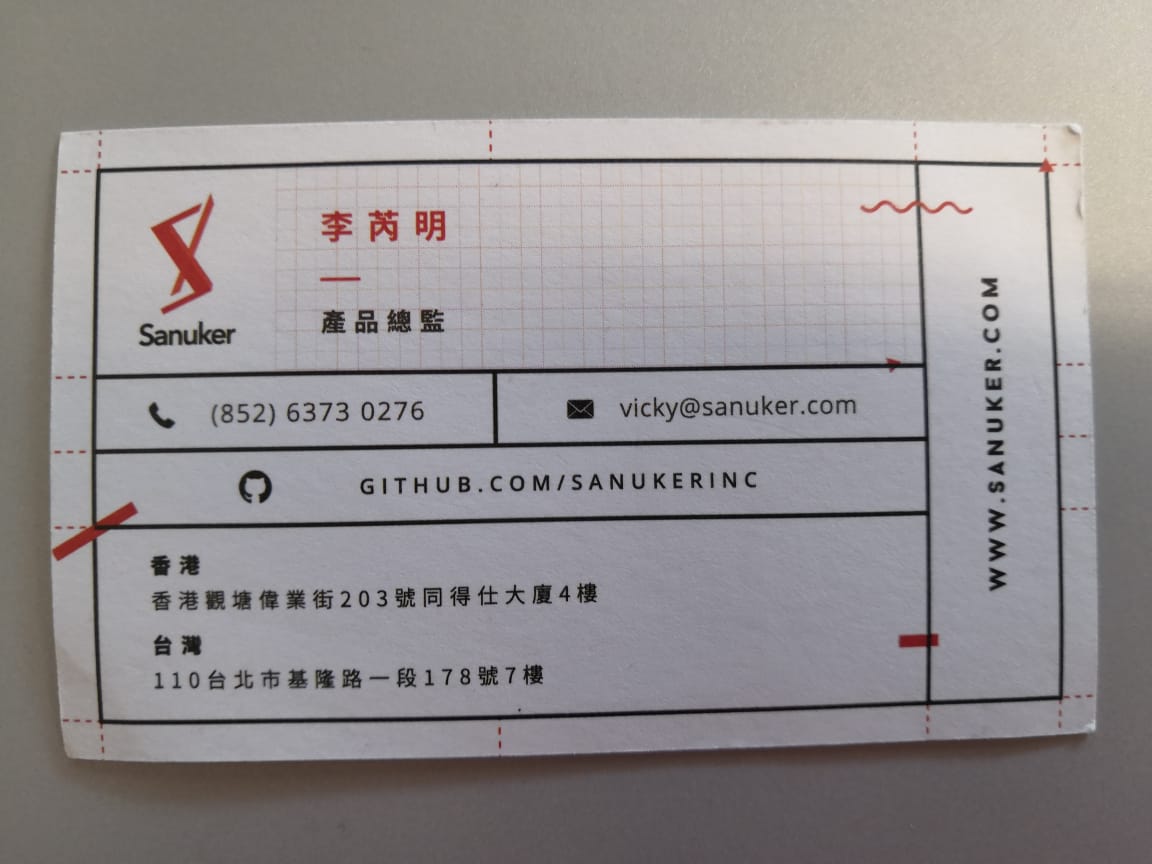 Sanuker
李芮明
產品總監
(852) 6373 0276
vicky@sanuker.com
GITHUB.COM/SANUKERINC
香港
香港觀塘偉業街203號同得仕大廈4樓
台灣
110台北市基隆路一段178號7樓
WWW.SANUKER.COM